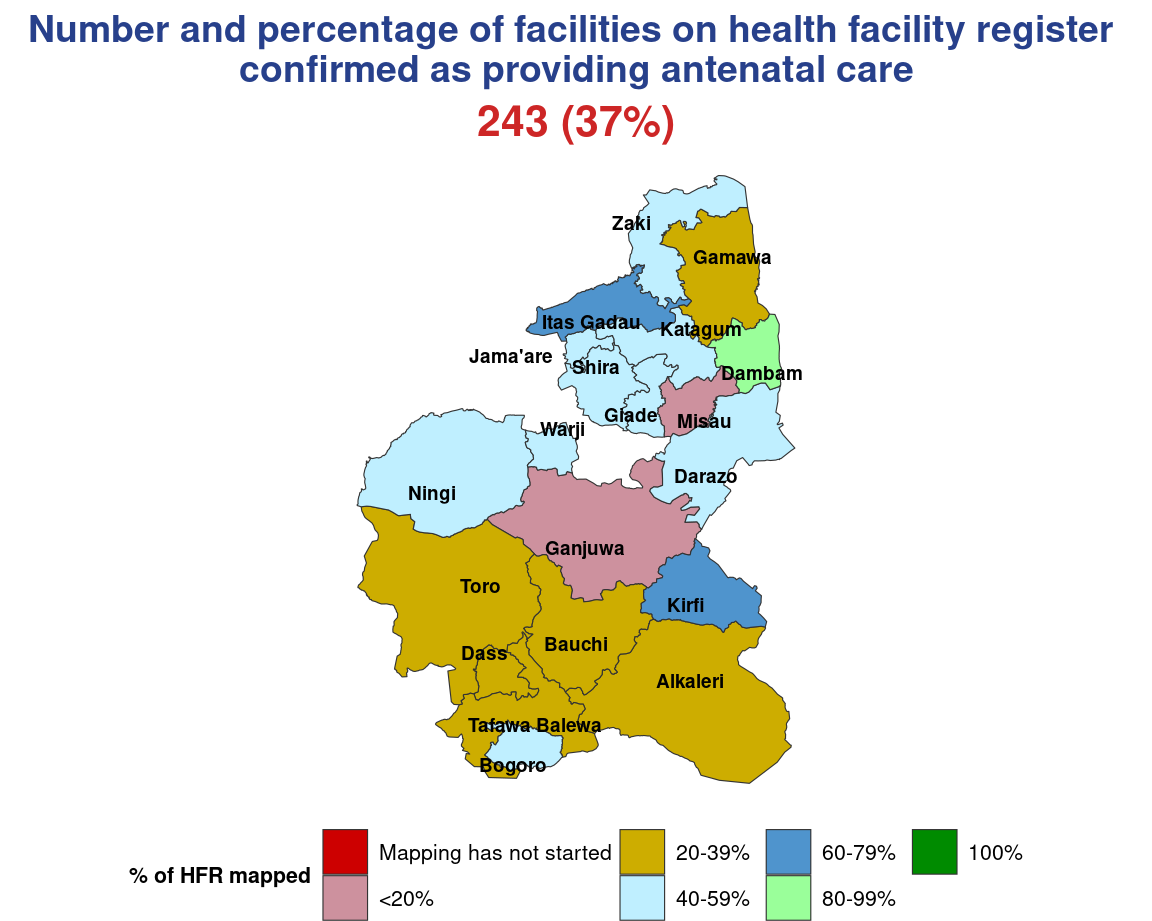 Number and percentage of facilities on health facility register
confirmed as providing antenatal care
243 (37%)
Zaki
Gamawa
Itas Gadau
Katagum
Jama'are
Shira
Dambam
Giade
Misau
Warji
Darazo
Ningi
Ganjuwa
Toro
Kirfi
Bauchi
Dass
Alkaleri
Tafawa Balewa
Bogoro
% of HFR mapped
Mapping has not started
<20%
20-39%
40-59%
60-79%
80-99%
100%